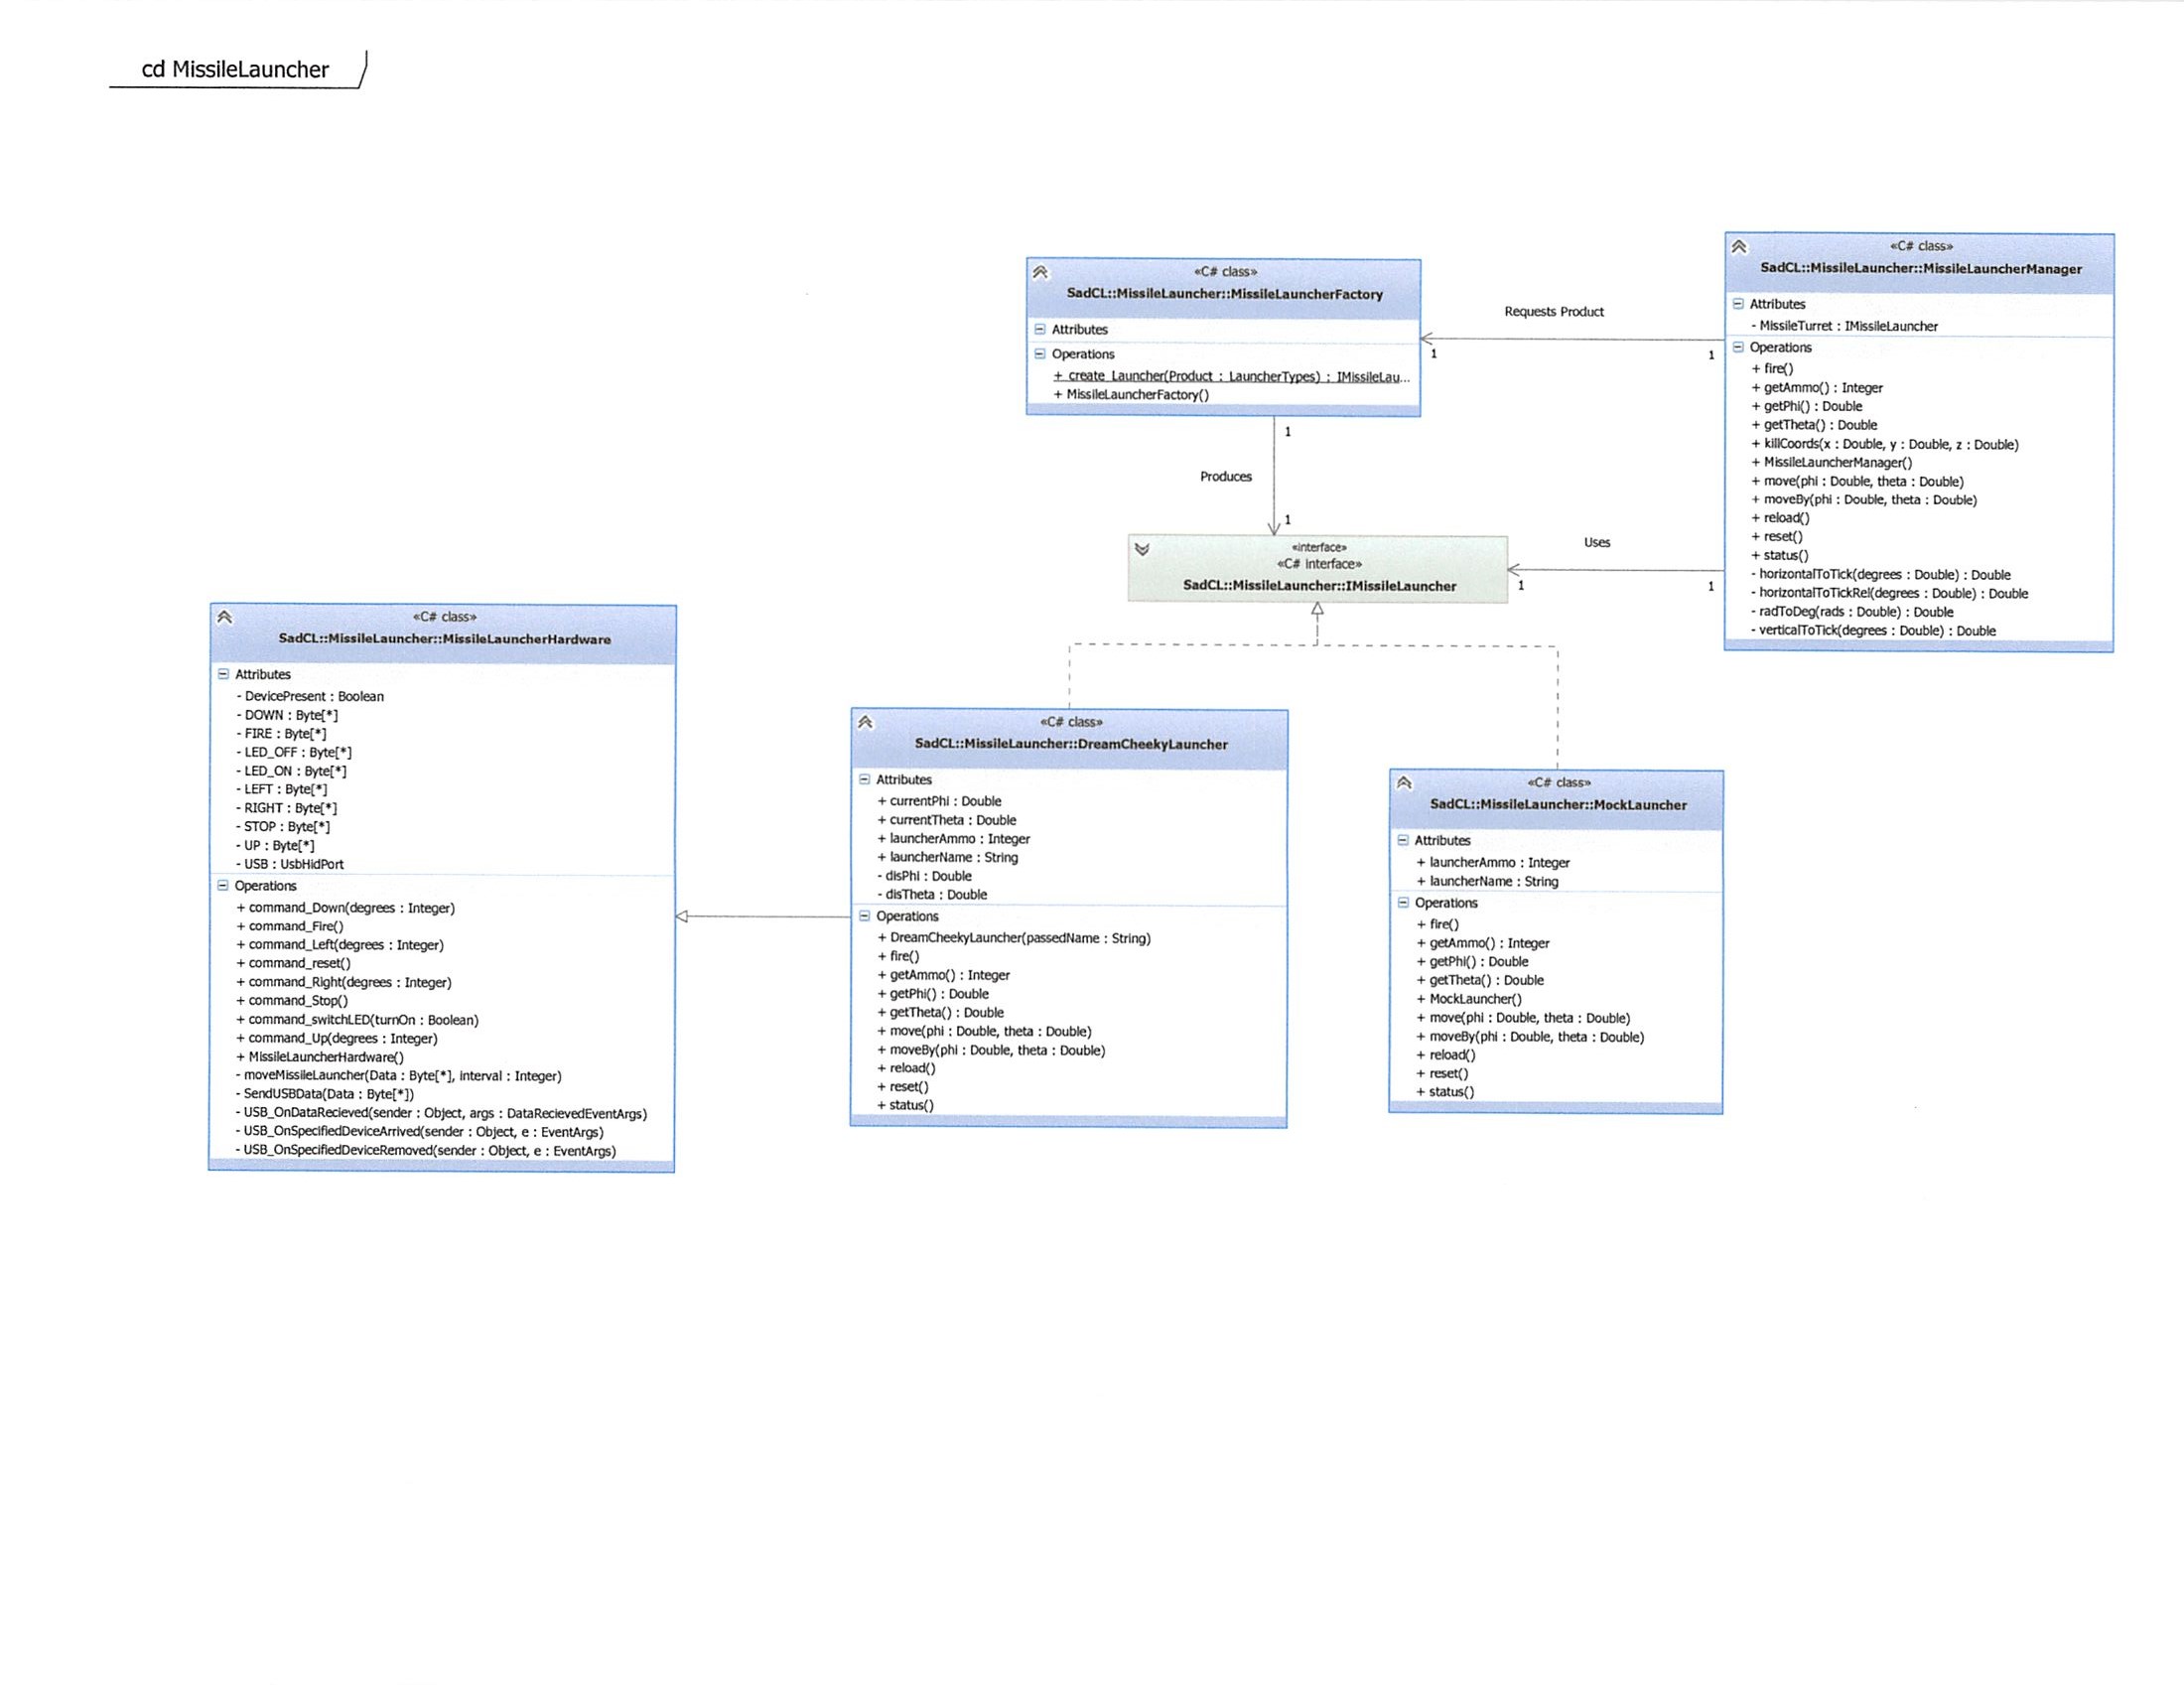 cd MissileLauncher
«C# class»
SadCL::MissileLauncher::MissileLauncherManager
Attributes
- MissileTurret : IMissileLauncher
Operations
+ fire()
+ getAmmo() : Integer
+ getPhi() : Double
+ getTheta() : Double
+ killCoords(x : Double, y : Double, z : Double)
+ MissileLauncherManager()
+ move(phi : Double, theta : Double)
+ moveBy(phi : Double, theta : Double)
+ reload()
+ reset()
+ status()
- horizontalToTick(degrees : Double) : Double
- horizontalToTickRel(degrees : Double) : Double
- radToDeg(rads : Double) : Double
- verticalToTick(degrees : Double) : Double
«C# class»
SadCL::MissileLauncher::MissileLauncherFactory
Attributes
Operations
+ create_Launcher(Product : LauncherTypes) : IMissileLau...
+ MissileLauncherFactory()
Requests Product
1
1
1
Produces
1
Uses
1
1
«interface»
«C# interface»
SadCL::MissileLauncher::IMissileLauncher
«C# class»
SadCL::MissileLauncher::MissileLauncherHardware
Attributes
- DevicePresent : Boolean
- DOWN : Byte[*]
- FIRE : Byte[*]
- LED_OFF : Byte[*]
- LED_ON : Byte[*]
- LEFT : Byte[*]
- RIGHT : Byte[*]
- STOP : Byte[*]
- UP : Byte[*]
- USB : UsbHidPort
Operations
+ command_Down(degrees : Integer)
+ command_Fire()
+ command_Left(degrees : Integer)
+ command_reset()
+ command_Right(degrees : Integer)
+ command_Stop()
+ command_switchLED(turnOn : Boolean)
+ command_Up(degrees : Integer)
+ MissileLauncherHardware()
- moveMissileLauncher(Data : Byte[*], interval : Integer)
- SendUSBData(Data : Byte[*])
- USB_OnDataRecieved(sender : Object, args : DataRecievedEventArgs)
- USB_OnSpecifiedDeviceArrived(sender : Object, e : EventArgs)
- USB_OnSpecifiedDeviceRemoved(sender : Object, e : EventArgs)
«C# class»
SadCL::MissileLauncher::DreamCheekyLauncher
Attributes
+ currentPhi : Double
+ currentTheta : Double
+ launcherAmmo : Integer
+ launcherName : String
- disPhi : Double
- disTheta : Double
Operations
+ DreamCheekyLauncher(passedName : String)
+ fire()
+ getAmmo() : Integer
+ getPhi() : Double
+ getTheta() : Double
+ move(phi : Double, theta : Double)
+ moveBy(phi : Double, theta : Double)
+ reload()
+ reset()
+ status()
«C# class»
SadCL::MissileLauncher::MockLauncher
Attributes
+ launcherAmmo : Integer
+ launcherName : String
Operations
+ fire()
+ getAmmo() : Integer
+ getPhi() : Double
+ getTheta() : Double
+ MockLauncher()
+ move(phi : Double, theta : Double)
+ moveBy(phi : Double, theta : Double)
+ reload()
+ reset()
+ status()